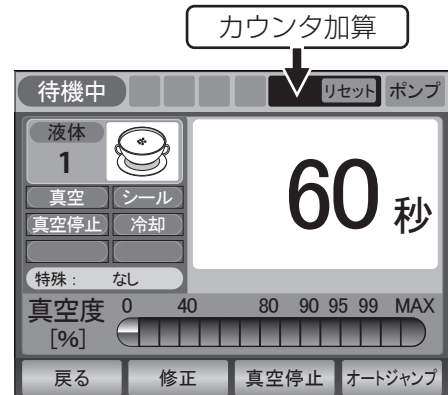 カウンタ加算
待機中 リセット ポンプ
液体
1
真空 シール
真空停止 冷却
特殊： なし
60 秒
真空度 0 40 80 90 95 99 MAX
[%]
戻る 修正 真空停止 オートジャンプ